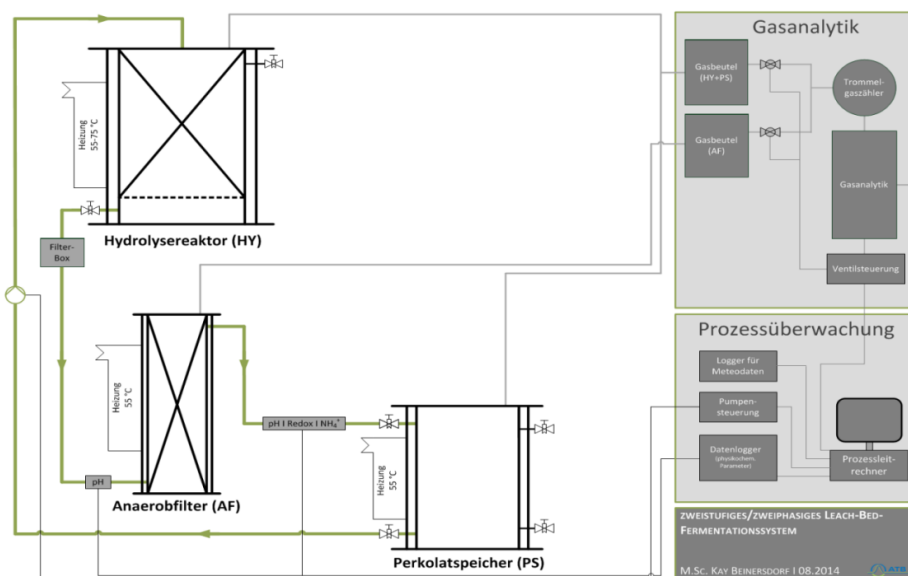 Gasanalytik
Gasbeutel
(HY+PS)
Trommel-
gaszähler
Gasbeutel
(AF)
Gasanalytik
Ventilsteuerung
Heizung
55-75 °C
Hydrolysereaktor (HY)
Filter-
Box
Heizung
55 °C
pH I Redox I NH₄⁺
pH
Anaerobfilter (AF)
Heizung
55 °C
Perkolatspeicher (PS)
Prozessüberwachung
Logger für
Meteodaten
Pumpen-
steuerung
Datenlogger
(physikochem.
Parameter)
Prozessleit-
rechner
ZWEISTUFIGES/ZWEIPHASIGES LEACH-BED-
FERMENTATIONSSYSTEM
M.SC. KAY BEINERSDORF I 08.2014
ATB